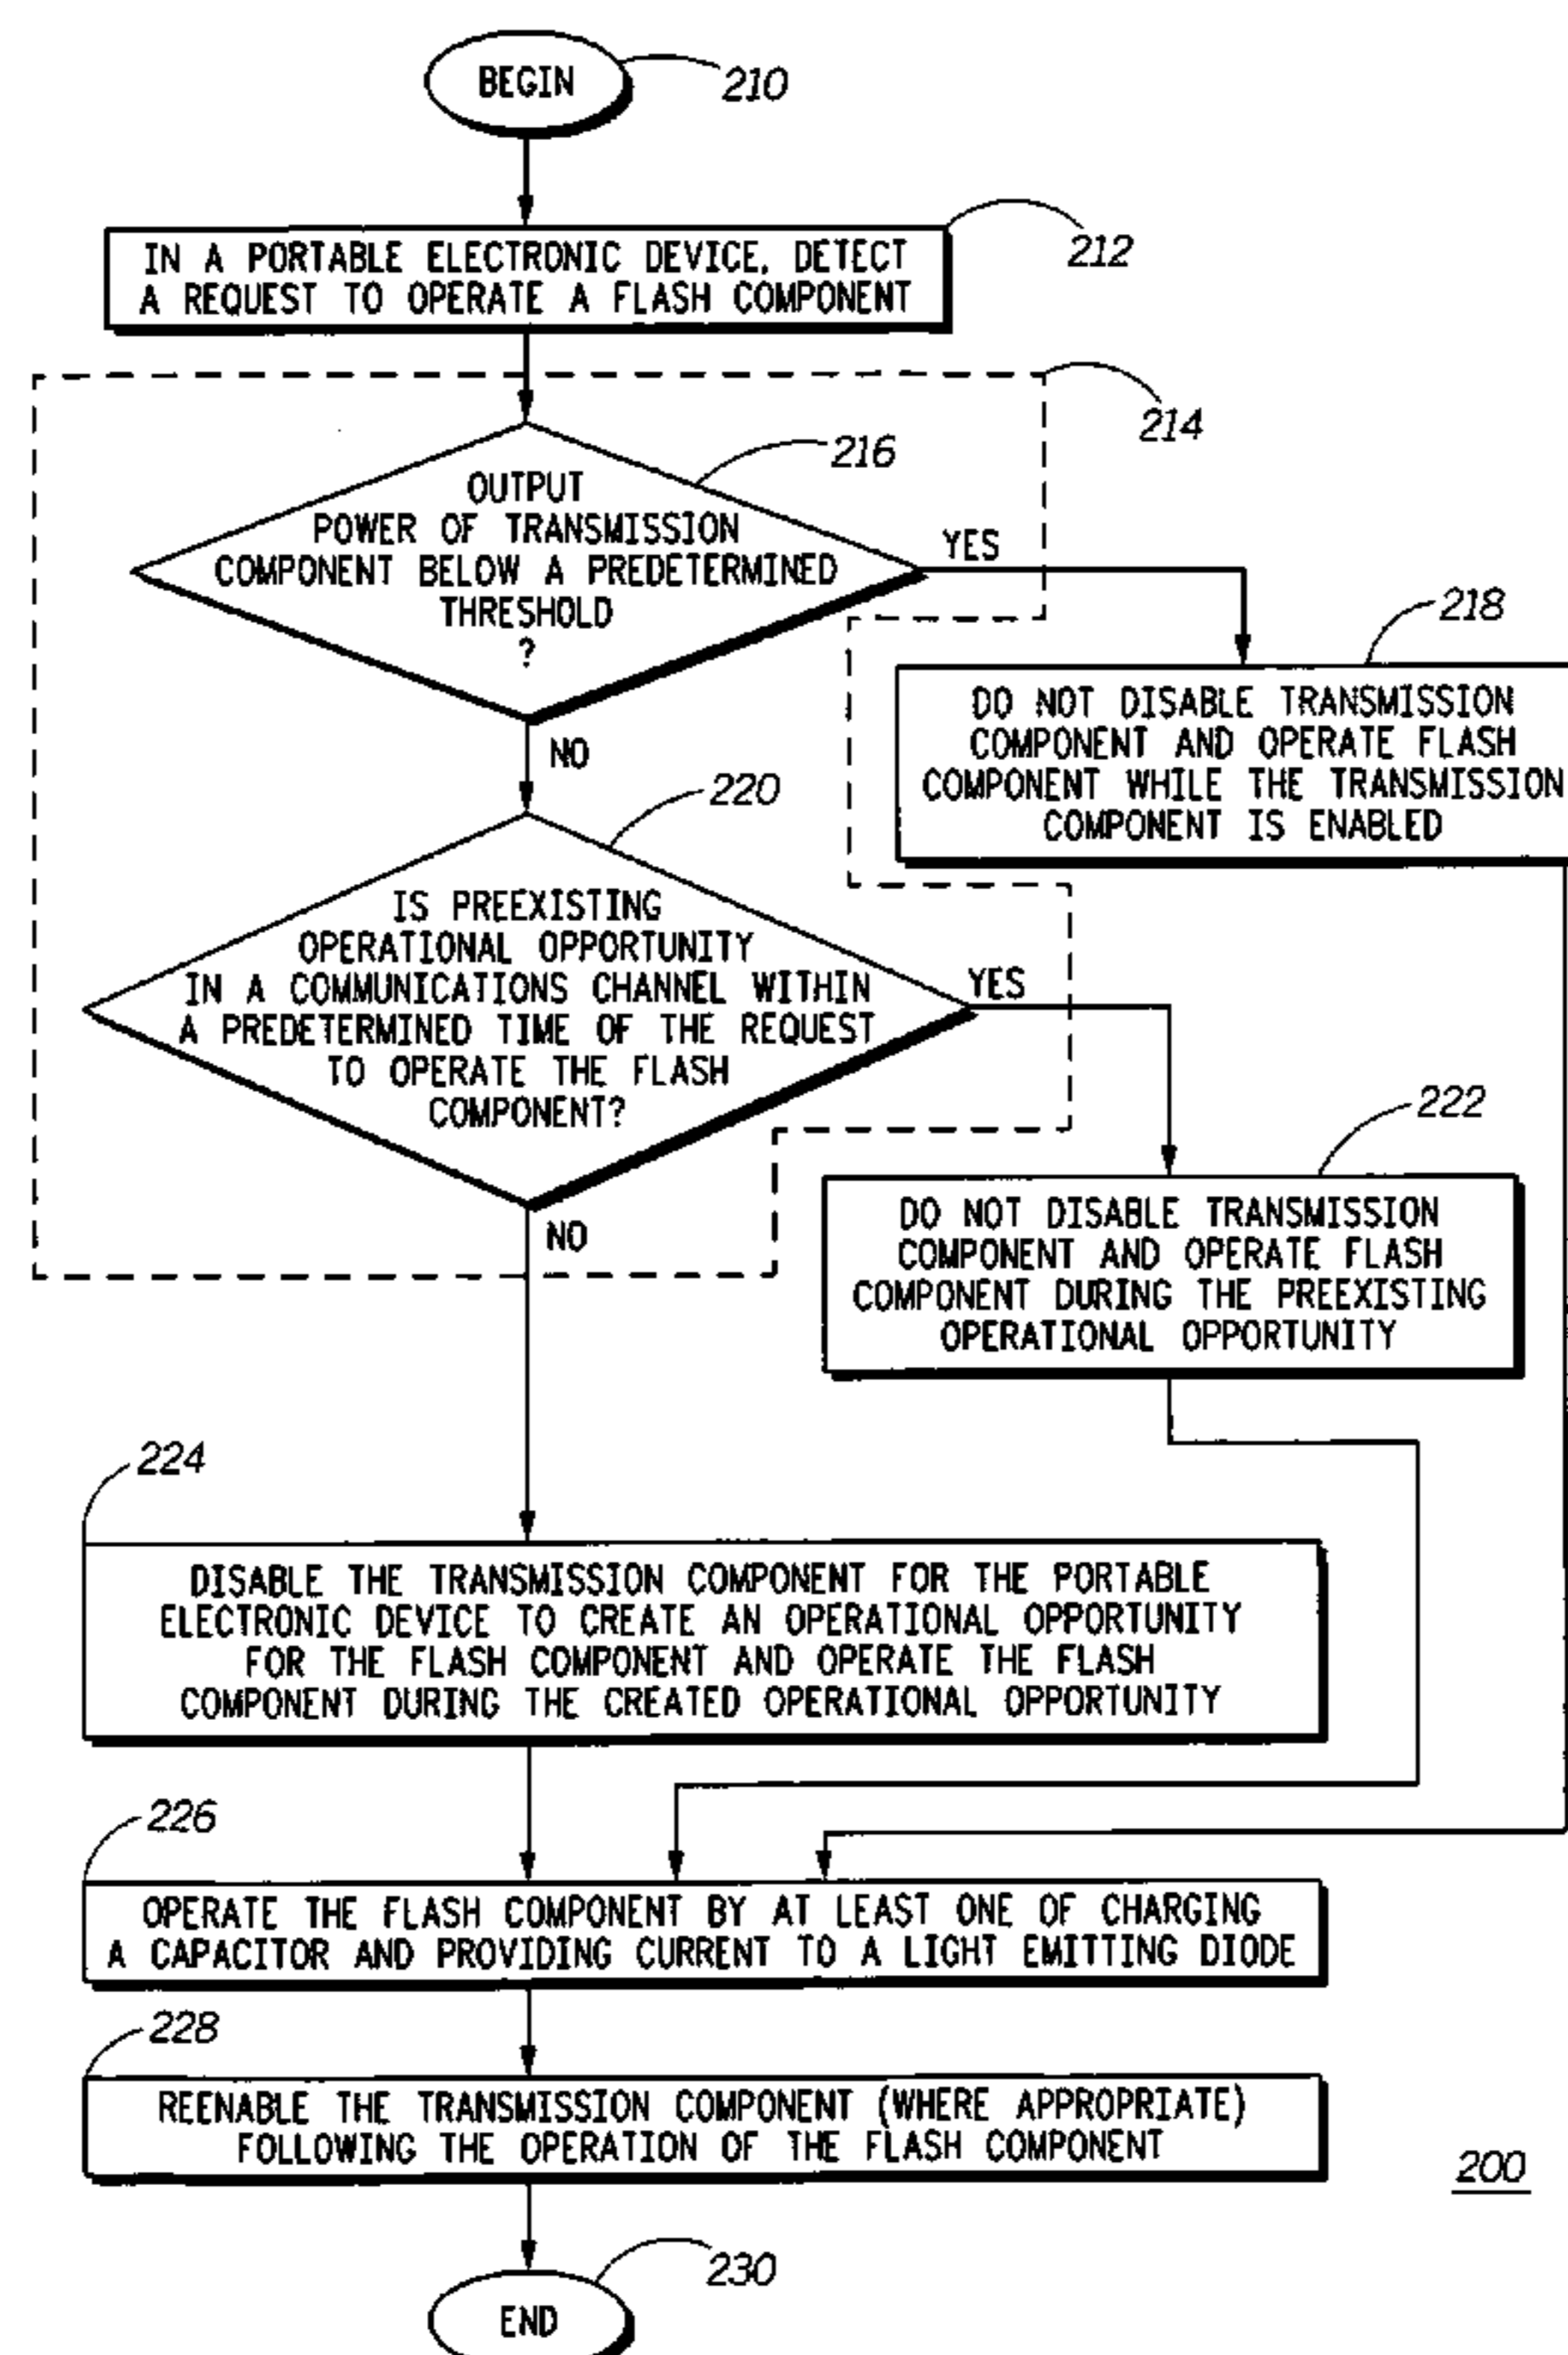 BEGIN
210
IN A PORTABLE ELECTRONIC DEVICE, DETECT
A REQUEST TO OPERATE A FLASH COMPONENT
212
214
216
OUTPUT
POWER OF TRANSMISSION
COMPONENT BELOW A PREDETERMINED
THRESHOLD
?
YES
NO
218
DO NOT DISABLE TRANSMISSION
COMPONENT AND OPERATE FLASH
COMPONENT WHILE THE TRANSMISSION
COMPONENT IS ENABLED
220
IS PREEXISTING
OPERATIONAL OPPORTUNITY
IN A COMMUNICATIONS CHANNEL WITHIN
A PREDETERMINED TIME OF THE REQUEST
TO OPERATE THE FLASH
COMPONENT?
YES
NO
222
DO NOT DISABLE TRANSMISSION
COMPONENT AND OPERATE FLASH
COMPONENT DURING THE PREEXISTING
OPERATIONAL OPPORTUNITY
224
DISABLE THE TRANSMISSION COMPONENT FOR THE PORTABLE
ELECTRONIC DEVICE TO CREATE AN OPERATIONAL OPPORTUNITY
FOR THE FLASH COMPONENT AND OPERATE THE FLASH
COMPONENT DURING THE CREATED OPERATIONAL OPPORTUNITY
226
OPERATE THE FLASH COMPONENT BY AT LEAST ONE OF CHARGING
A CAPACITOR AND PROVIDING CURRENT TO A LIGHT EMITTING DIODE
228
REENABLE THE TRANSMISSION COMPONENT (WHERE APPROPRIATE)
FOLLOWING THE OPERATION OF THE FLASH COMPONENT
200
230
END